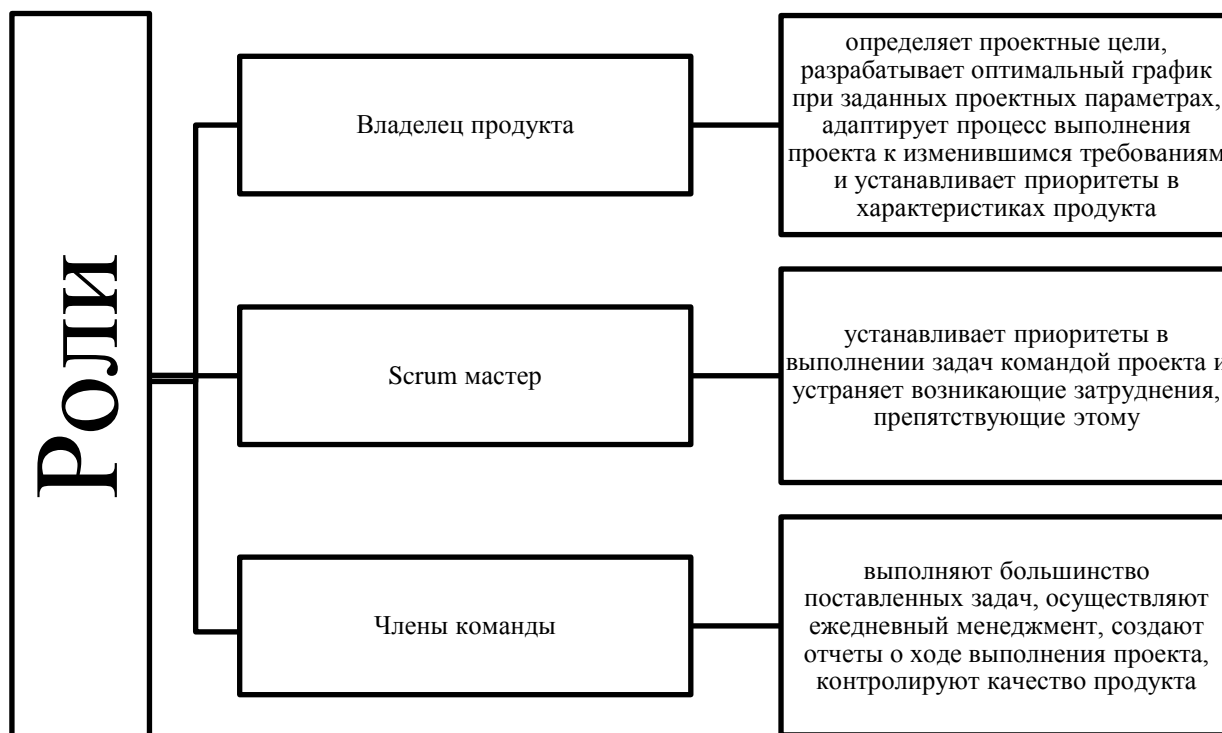 Роли
Владелец продукта
определяет проектные цели,
разрабатывает оптимальный график
при заданных проектных параметрах,
адаптирует процесс выполнения
проекта к изменившимся требованиям
и устанавливает приоритеты в
характеристиках продукта
Scrum мастер
устанавливает приоритеты в
выполнении задач командой проекта и
устраняет возникающие затруднения,
препятствующие этому
Члены команды
выполняют большинство
поставленных задач, осуществляют
ежедневный менеджмент, создают
отчеты о ходе выполнения проекта,
контролируют качество продукта